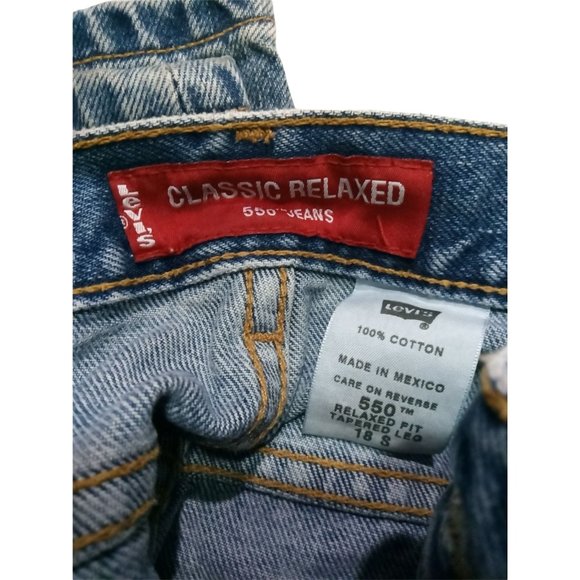 Levi's
®
CLASSIC RELAXED
550™ JEANS
Levi's
®
100% COTTON
MADE IN MEXICO
CARE ON REVERSE
550™
RELAXED FIT
TAPERED LEG
18 S